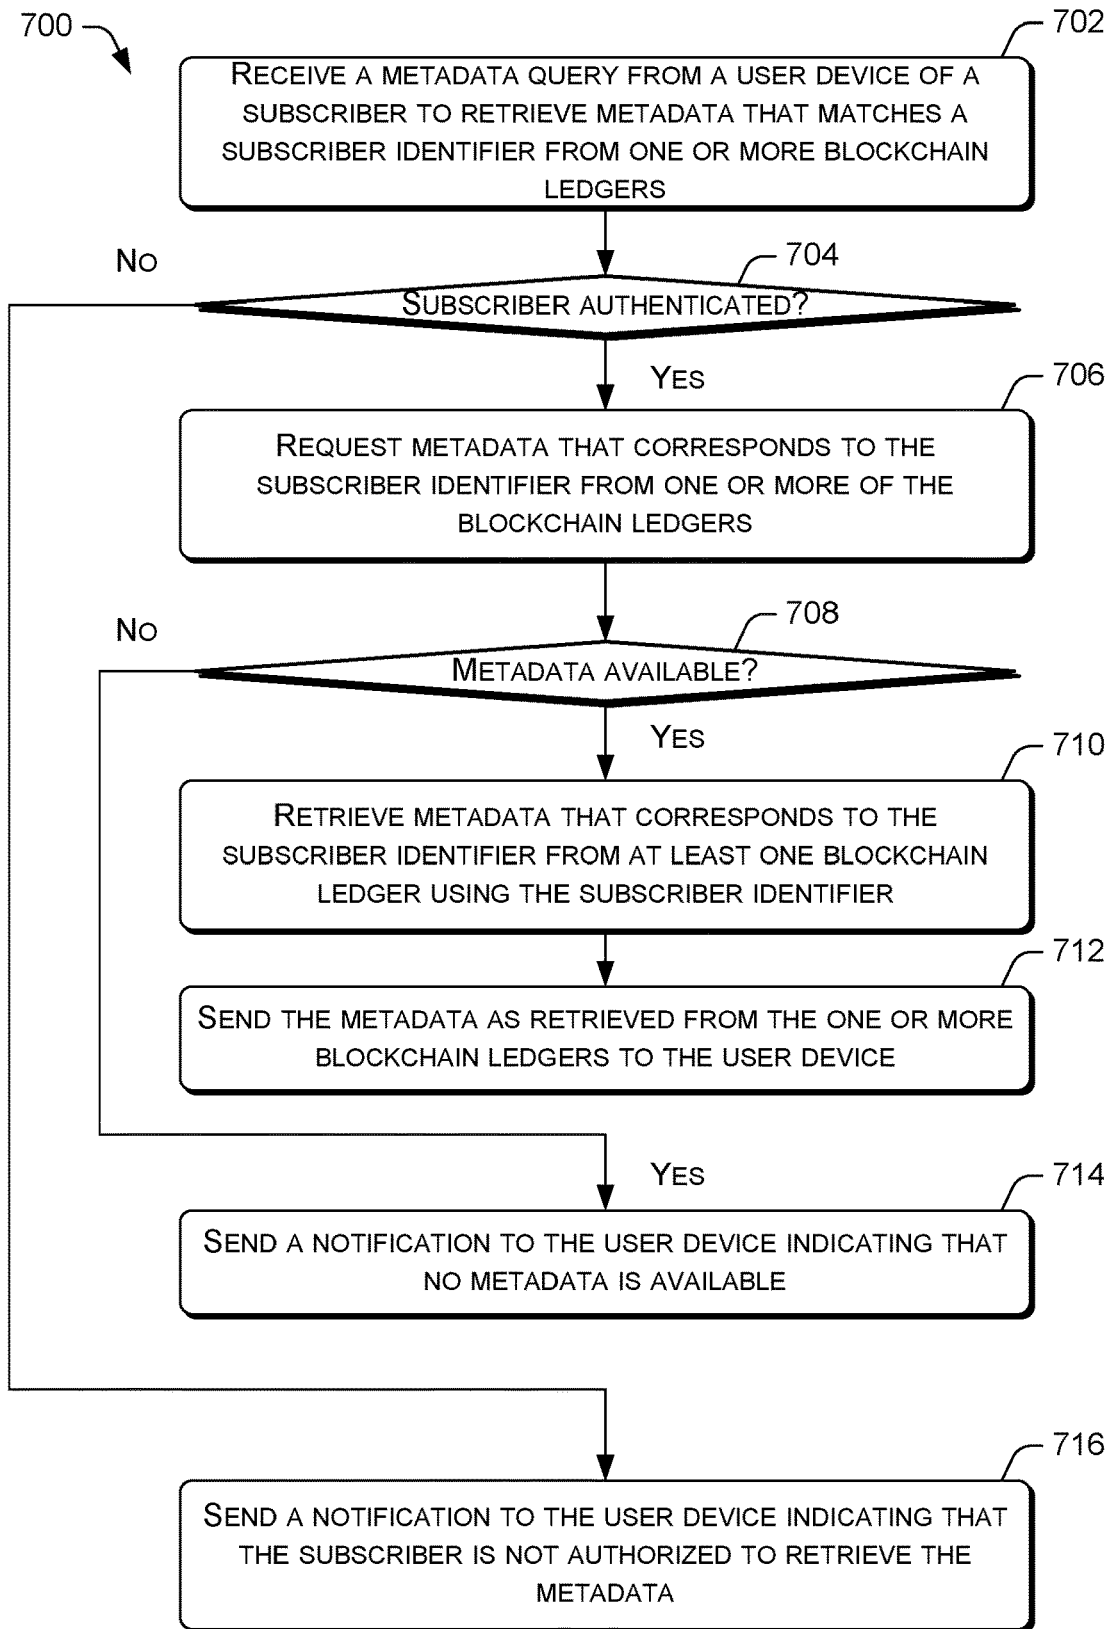 700
702
RECEIVE A METADATA QUERY FROM A USER DEVICE OF A
SUBSCRIBER TO RETRIEVE METADATA THAT MATCHES A
SUBSCRIBER IDENTIFIER FROM ONE OR MORE BLOCKCHAIN
LEDGERS
NO
704
SUBSCRIBER AUTHENTICATED?
YES
706
REQUEST METADATA THAT CORRESPONDS TO THE
SUBSCRIBER IDENTIFIER FROM ONE OR MORE OF THE
BLOCKCHAIN LEDGERS
NO
708
METADATA AVAILABLE?
YES
710
RETRIEVE METADATA THAT CORRESPONDS TO THE
SUBSCRIBER IDENTIFIER FROM AT LEAST ONE BLOCKCHAIN
LEDGER USING THE SUBSCRIBER IDENTIFIER
712
SEND THE METADATA AS RETRIEVED FROM THE ONE OR MORE
BLOCKCHAIN LEDGERS TO THE USER DEVICE
YES
714
SEND A NOTIFICATION TO THE USER DEVICE INDICATING THAT
NO METADATA IS AVAILABLE
716
SEND A NOTIFICATION TO THE USER DEVICE INDICATING THAT
THE SUBSCRIBER IS NOT AUTHORIZED TO RETRIEVE THE
METADATA